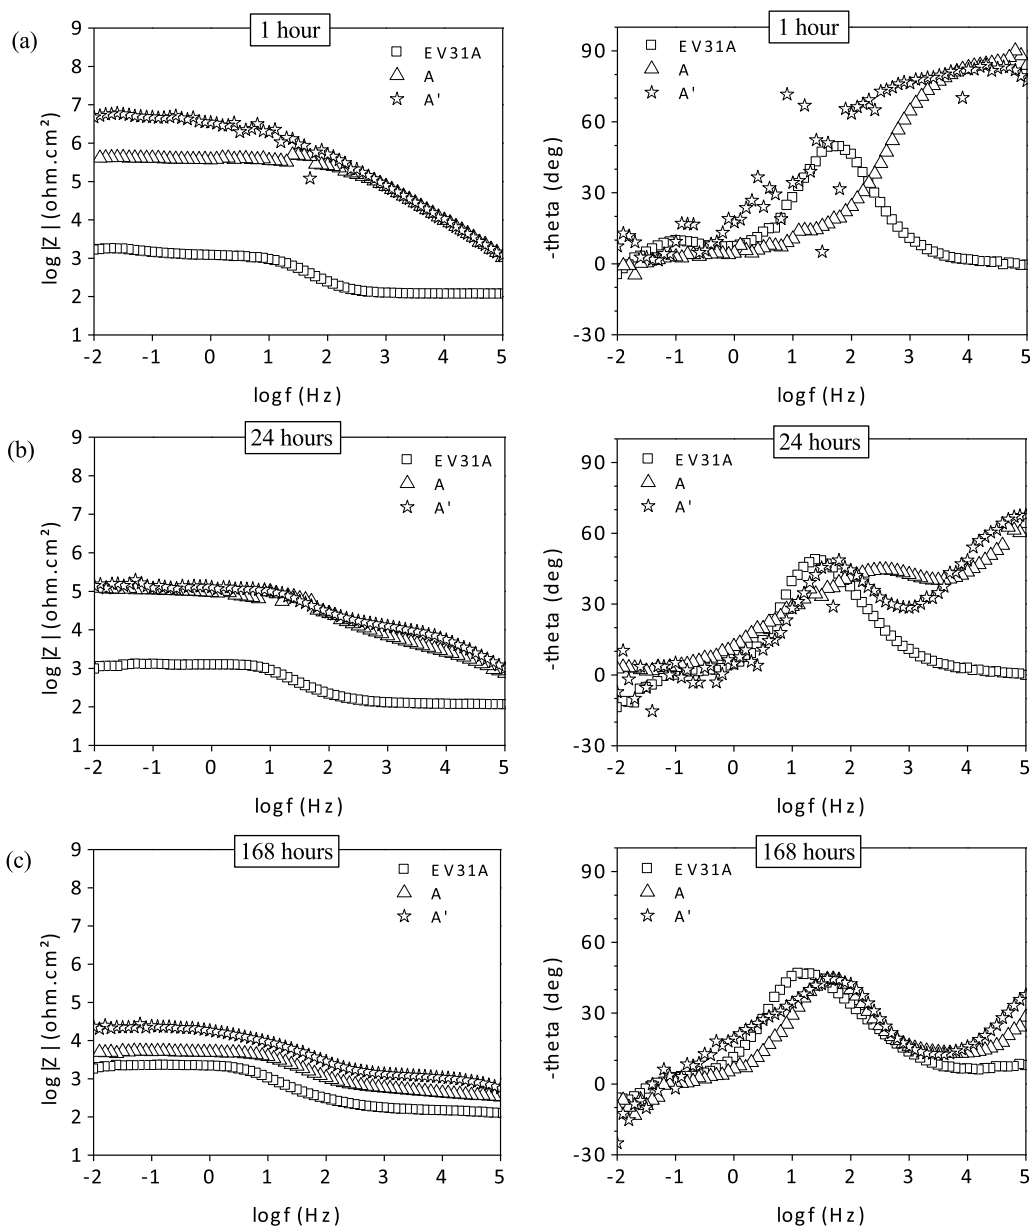 (a)
1 hour
EV31A
A
A'
9
8
7
6
5
4
3
2
1
log|Z | (ohm.cm²)
-2 -1 0 1 2 3 4 5
logf (Hz)
1 hour
EV31A
A
A'
90
60
30
0
-30
-theta (deg)
-2 -1 0 1 2 3 4 5
logf (Hz)
(b)
24 hours
EV31A
A
A'
9
8
7
6
5
4
3
2
1
log|Z | (ohm.cm²)
-2 -1 0 1 2 3 4 5
logf (Hz)
24 hours
EV31A
A
A'
90
60
30
0
-30
-theta (deg)
-2 -1 0 1 2 3 4 5
logf (Hz)
(c)
168 hours
EV31A
A
A'
9
8
7
6
5
4
3
2
1
log|Z | (ohm.cm²)
-2 -1 0 1 2 3 4 5
logf (Hz)
168 hours
EV31A
A
A'
90
60
30
0
-30
-theta (deg)
-2 -1 0 1 2 3 4 5
logf (Hz)